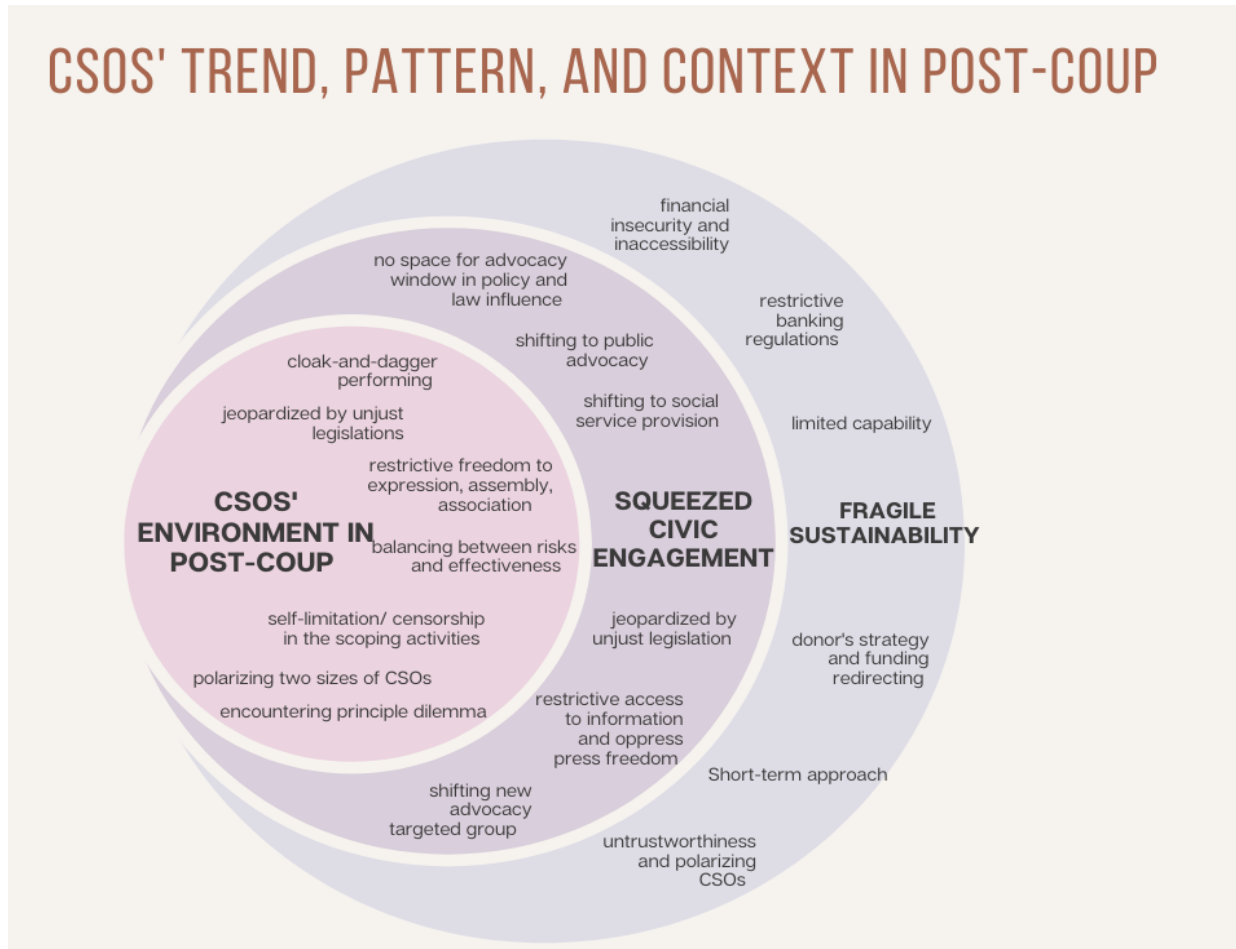 CSOS' TREND, PATTERN, AND CONTEXT IN POST-COUP
cloak-and-dagger
performing
jeopardized by unjust
legislations
restrictive freedom to
expression, assembly,
association
CSOS'
ENVIRONMENT IN
POST-COUP
balancing between risks
and effectiveness
self-limitation/ censorship
in the scoping activities
polarizing two sizes of CSOs
encountering principle dilemma
no space for advocacy
window in policy and
law influence
shifting to public
advocacy
shifting to social
service provision
SQUEEZED
CIVIC
ENGAGEMENT
jeopardized by
unjust legislation
restrictive access
to information
and oppress
press freedom
shifting new
advocacy
targeted group
financial
insecurity and
inaccessibility
restrictive
banking
regulations
limited capability
FRAGILE
SUSTAINABILITY
donor's strategy
and funding
redirecting
Short-term approach
untrustworthiness
and polarizing
CSOs